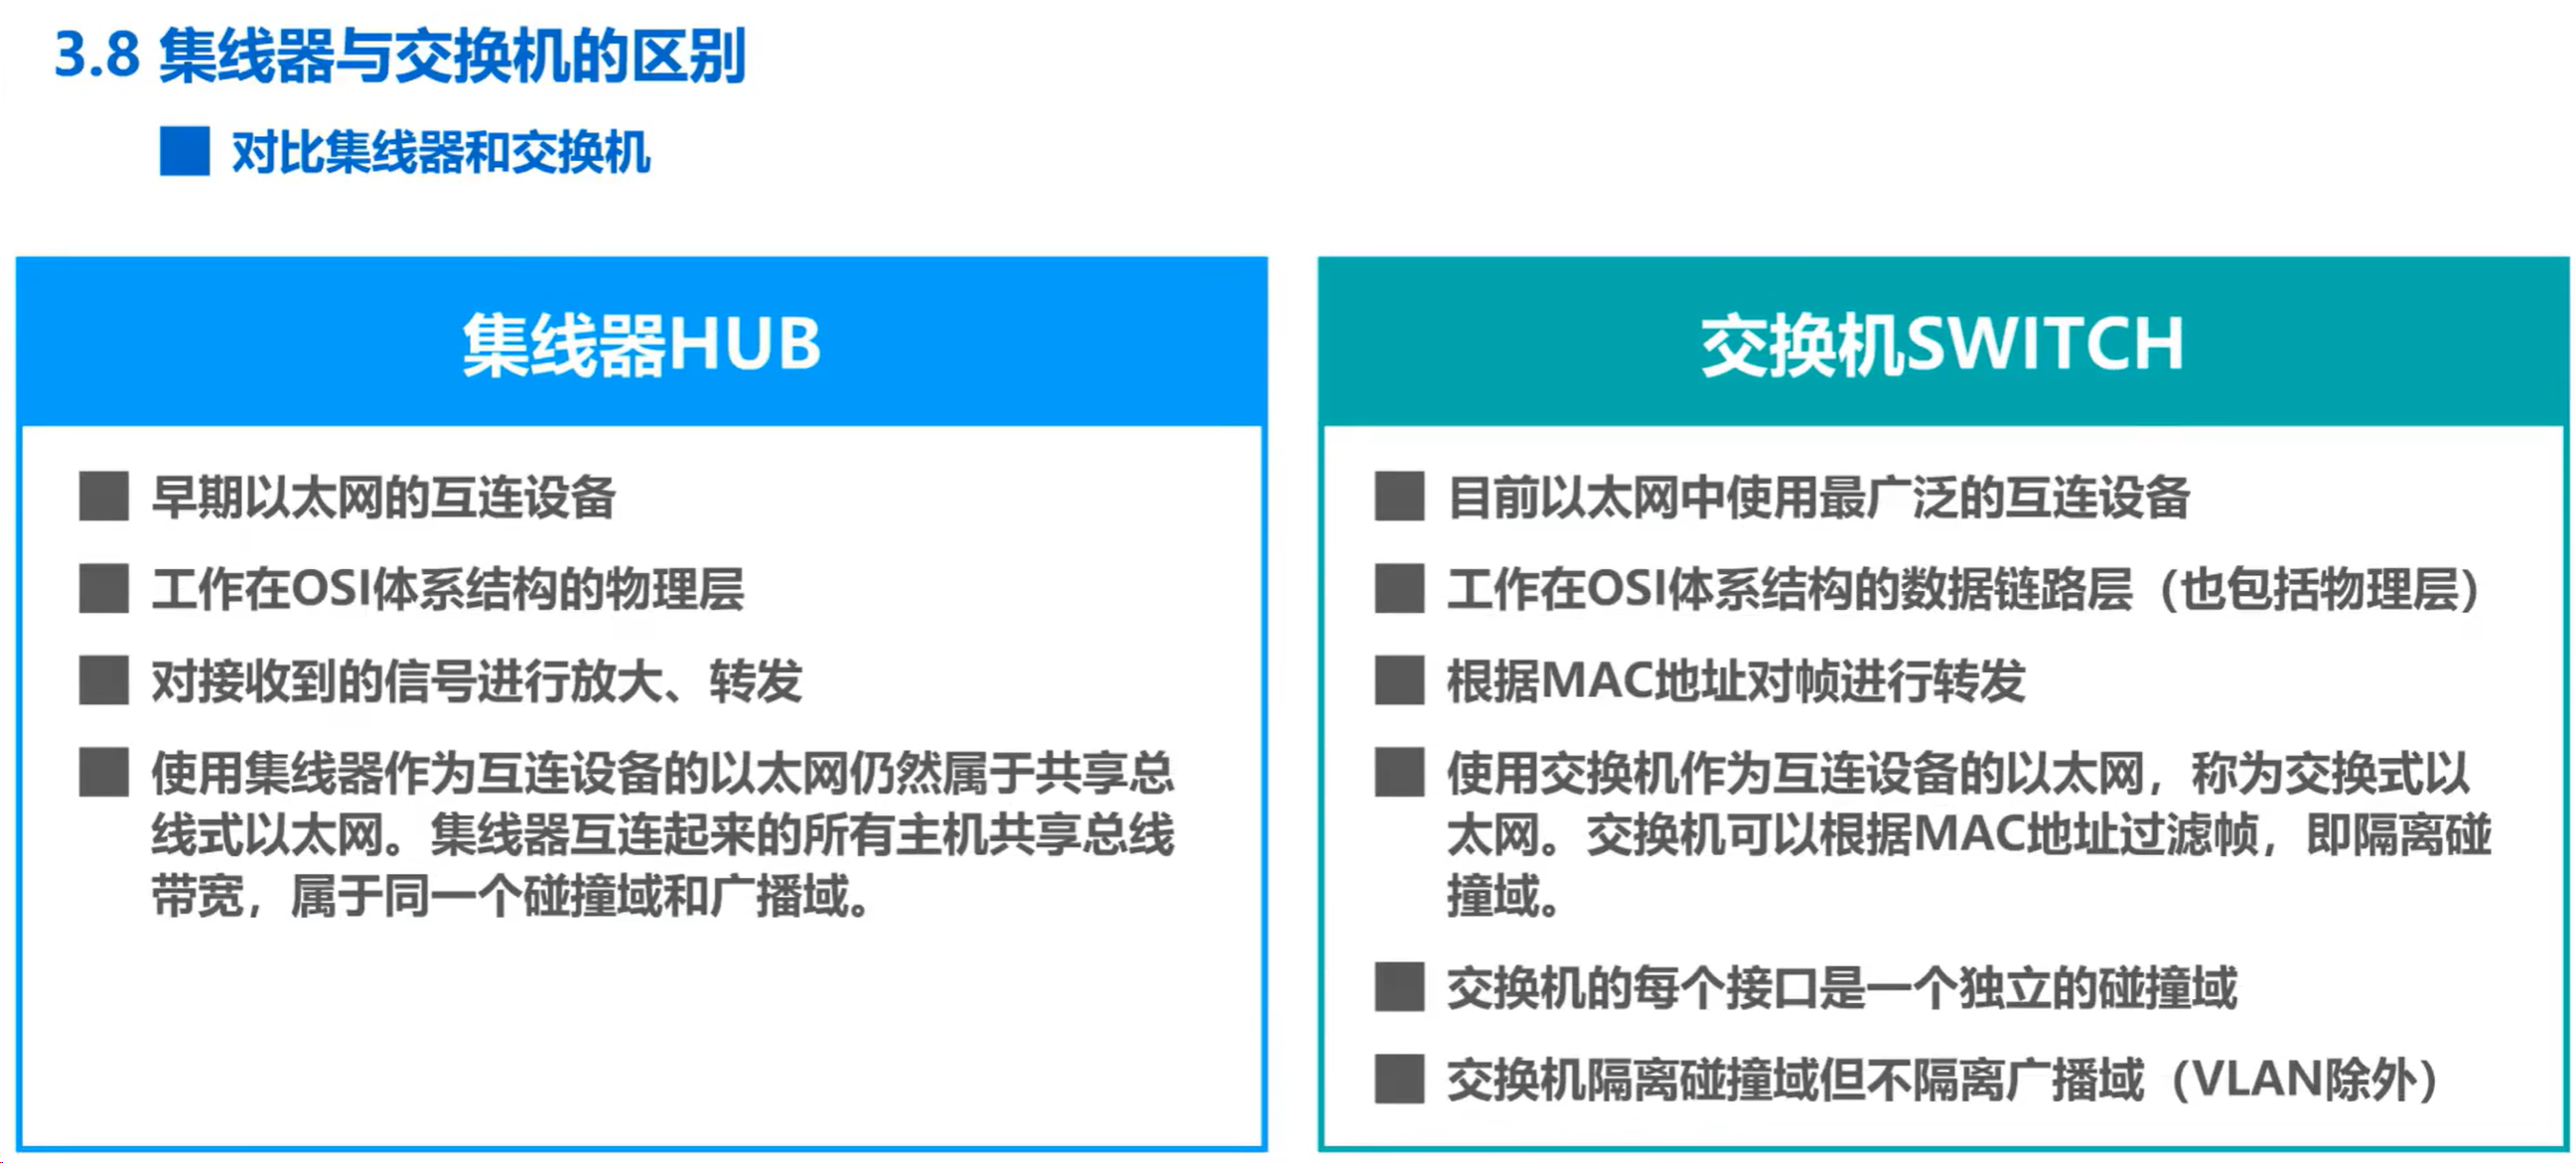 3.8 集线器与交换机的区别
对比集线器和交换机
集线器HUB
早期以太网的互连设备
工作在OSI体系结构的物理层
对接收到的信号进行放大、转发
使用集线器作为互连设备的以太网仍然属于共享总
线式以太网。集线器互连起来的所有主机共享总线
带宽，属于同一个碰撞域和广播域。
交换机SWITCH
目前以太网中使用最广泛的互连设备
工作在OSI体系结构的数据链路层（也包括物理层）
根据MAC地址对帧进行转发
使用交换机作为互连设备的以太网，称为交换式以
太网。交换机可以根据MAC地址过滤帧，即隔离碰
撞域。
交换机的每个接口是一个独立的碰撞域
交换机隔离碰撞域但不隔离广播域（VLAN除外）